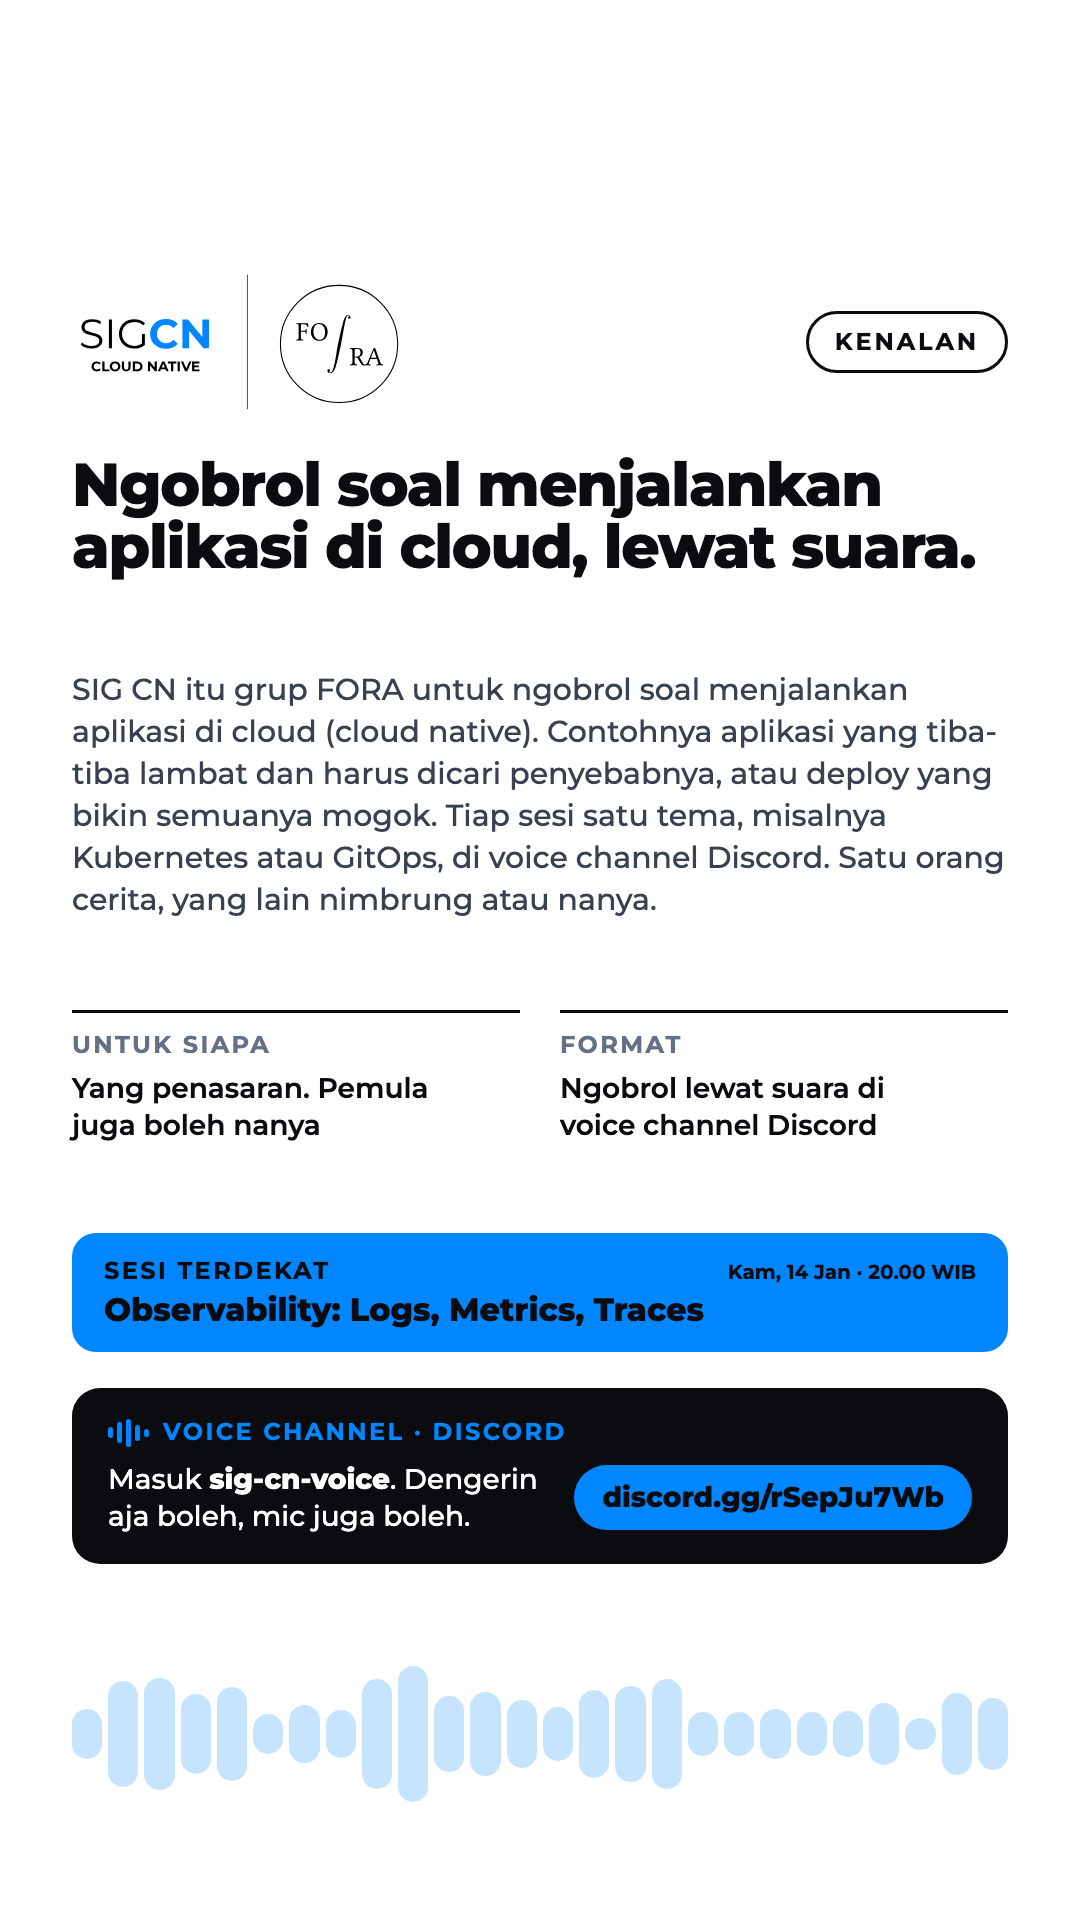 SIGCN
CLOUD NATIVE
FO∫RA
KENALAN
Ngobrol soal menjalankan
aplikasi di cloud, lewat suara.
SIG CN itu grup FORA untuk ngobrol soal menjalankan
aplikasi di cloud (cloud native). Contohnya aplikasi yang tiba-
tiba lambat dan harus dicari penyebabnya, atau deploy yang
bikin semuanya mogok. Tiap sesi satu tema, misalnya
Kubernetes atau GitOps, di voice channel Discord. Satu orang
cerita, yang lain nimbrung atau nanya.
UNTUK SIAPA
Yang penasaran. Pemula
juga boleh nanya
FORMAT
Ngobrol lewat suara di
voice channel Discord
SESI TERDEKAT
Kam, 14 Jan · 20.00 WIB
Observability: Logs, Metrics, Traces
VOICE CHANNEL · DISCORD
Masuk sig-cn-voice. Dengerin
aja boleh, mic juga boleh.
discord.gg/rSepJu7Wb